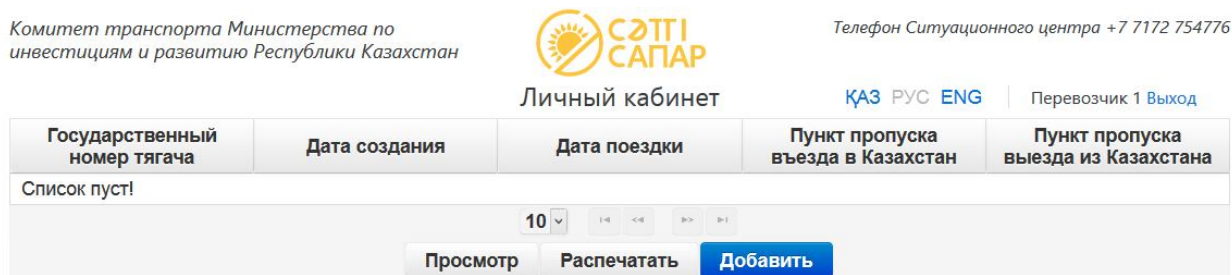 Комитет транспорта Министерства по
инвестициям и развитию Республики Казахстан
СӘТТІ
САПАР
Телефон Ситуационного центра +7 7172 754776
Личный кабинет
ҚАЗ РУС ENG
Перевозчик 1 Выход
Государственный
номер тягача
Дата создания
Дата поездки
Пункт пропуска
въезда в Казахстан
Пункт пропуска
выезда из Казахстана
Список пуст!
10
Просмотр
Распечатать
Добавить